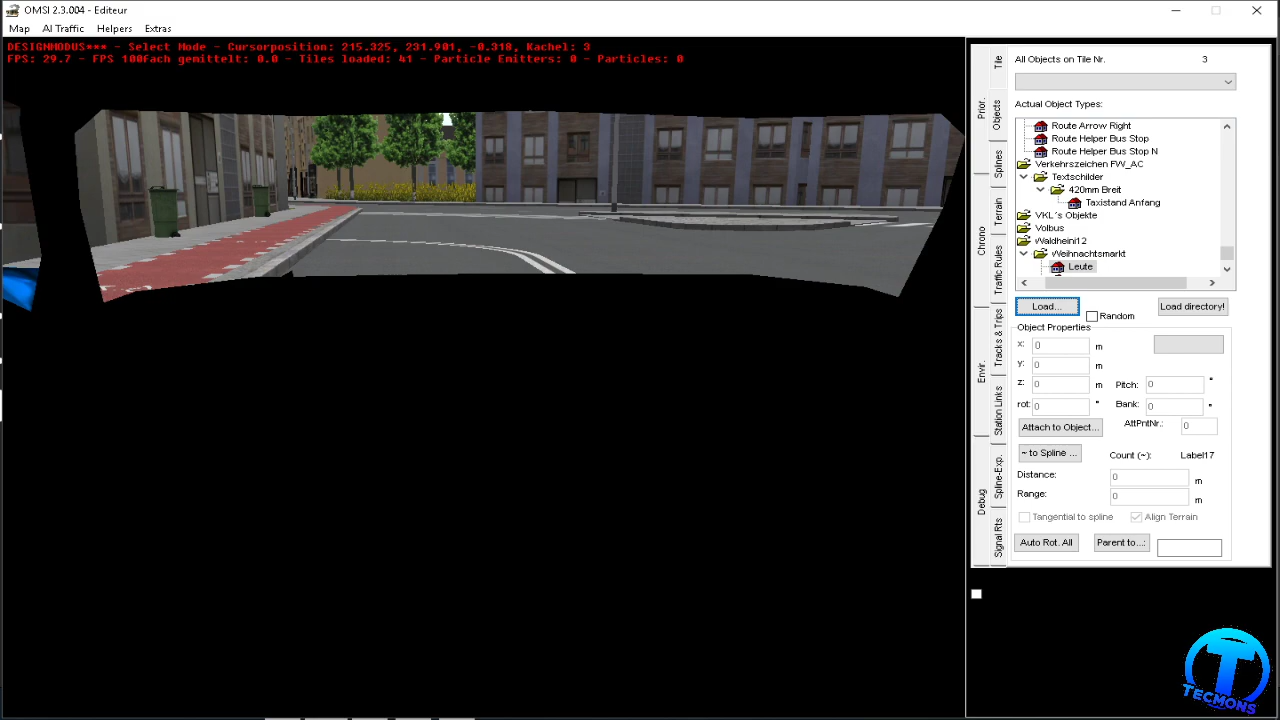 OMSI 2.3.004 - Editeur
Map AI Traffic Helpers Extras
DESIGNMODUS*** - Select Mode - Cursorposition: 215.325, 231.901, -0.318, Kachel: 3
FPS: 29.7 - FPS 100fach gemittelt: 0.0 - Tiles loaded: 41 - Particle Emitters: 0 - Particles: 0
Prior.
Chrono
Envir.
Debug
Tile
Objects
Splines
Terrain
Traffic Rules
Tracks & Trips
Station Links
Spline-Exp.
Signal Rts
All Objects on Tile Nr. 3
Actual Object Types:
Route Arrow Right
Route Helper Bus Stop
Route Helper Bus Stop N
Verkehrszeichen FW_AC
Textschilder
420mm Breit
Taxistand Anfang
VKL´s Objekte
Volbus
Waldheini12
Weihnachtsmarkt
Leute
Load... Random Load directory!
Object Properties
x: 0 m
y: 0 m
z: 0 m Pitch: 0 °
rot: 0 ° Bank: 0 °
Attach to Object... AttPntNr.: 0
~ to Spline ... Count (~): Label17
Distance: 0 m
Range: 0 m
Tangential to spline Align Terrain
Auto Rot. All Parent to...:
T
TECMONS